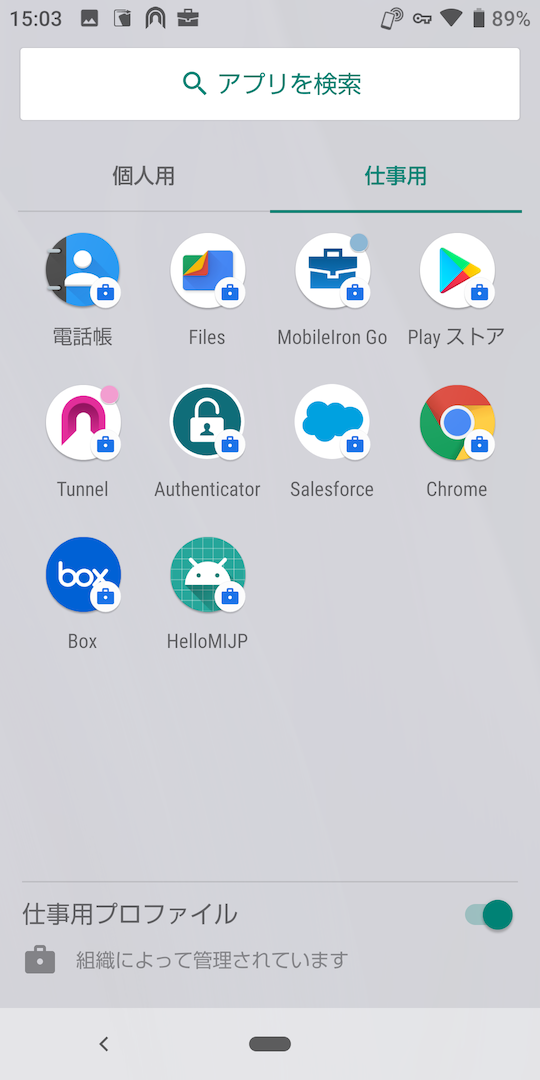 15:03 89%
アプリを検索
個人用 仕事用
電話帳 Files MobileIron Go Play ストア
Tunnel Authenticator Salesforce Chrome
box
Box HelloMIJP
仕事用プロファイル
組織によって管理されています